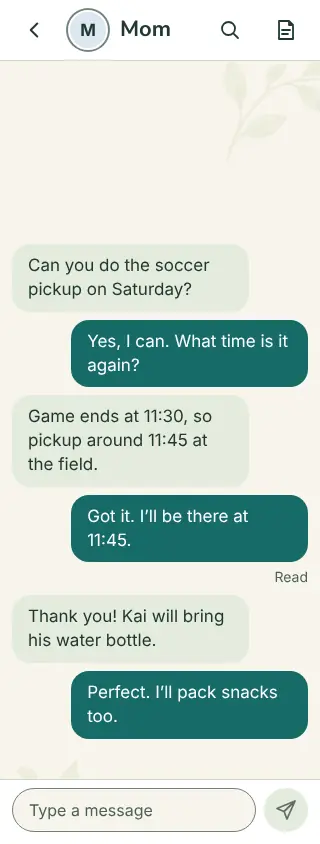 M Mom
Can you do the soccer
pickup on Saturday?
Yes, I can. What time is it
again?
Game ends at 11:30, so
pickup around 11:45 at
the field.
Got it. I’ll be there at
11:45.
Read
Thank you! Kai will bring
his water bottle.
Perfect. I’ll pack snacks
too.
Type a message